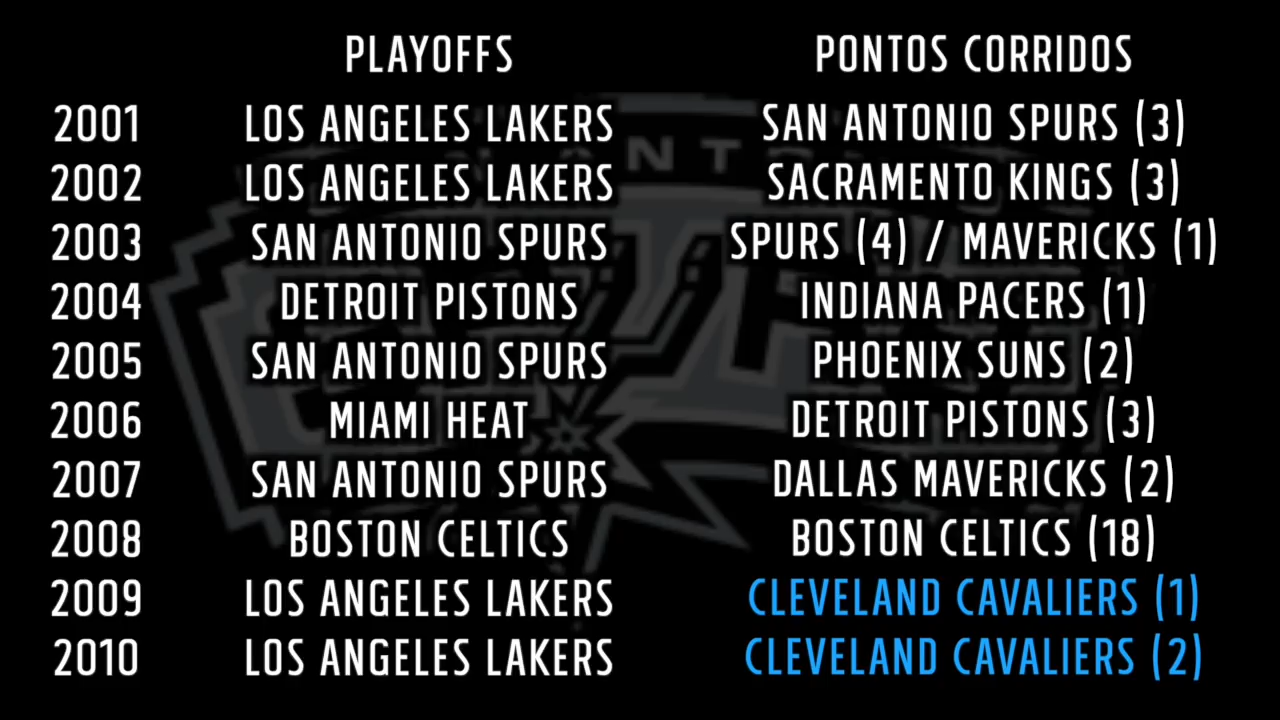 PLAYOFFS PONTOS CORRIDOS
2001 LOS ANGELES LAKERS SAN ANTONIO SPURS (3)
2002 LOS ANGELES LAKERS SACRAMENTO KINGS (3)
2003 SAN ANTONIO SPURS SPURS (4) / MAVERICKS (1)
2004 DETROIT PISTONS INDIANA PACERS (1)
2005 SAN ANTONIO SPURS PHOENIX SUNS (2)
2006 MIAMI HEAT DETROIT PISTONS (3)
2007 SAN ANTONIO SPURS DALLAS MAVERICKS (2)
2008 BOSTON CELTICS BOSTON CELTICS (18)
2009 LOS ANGELES LAKERS CLEVELAND CAVALIERS (1)
2010 LOS ANGELES LAKERS CLEVELAND CAVALIERS (2)